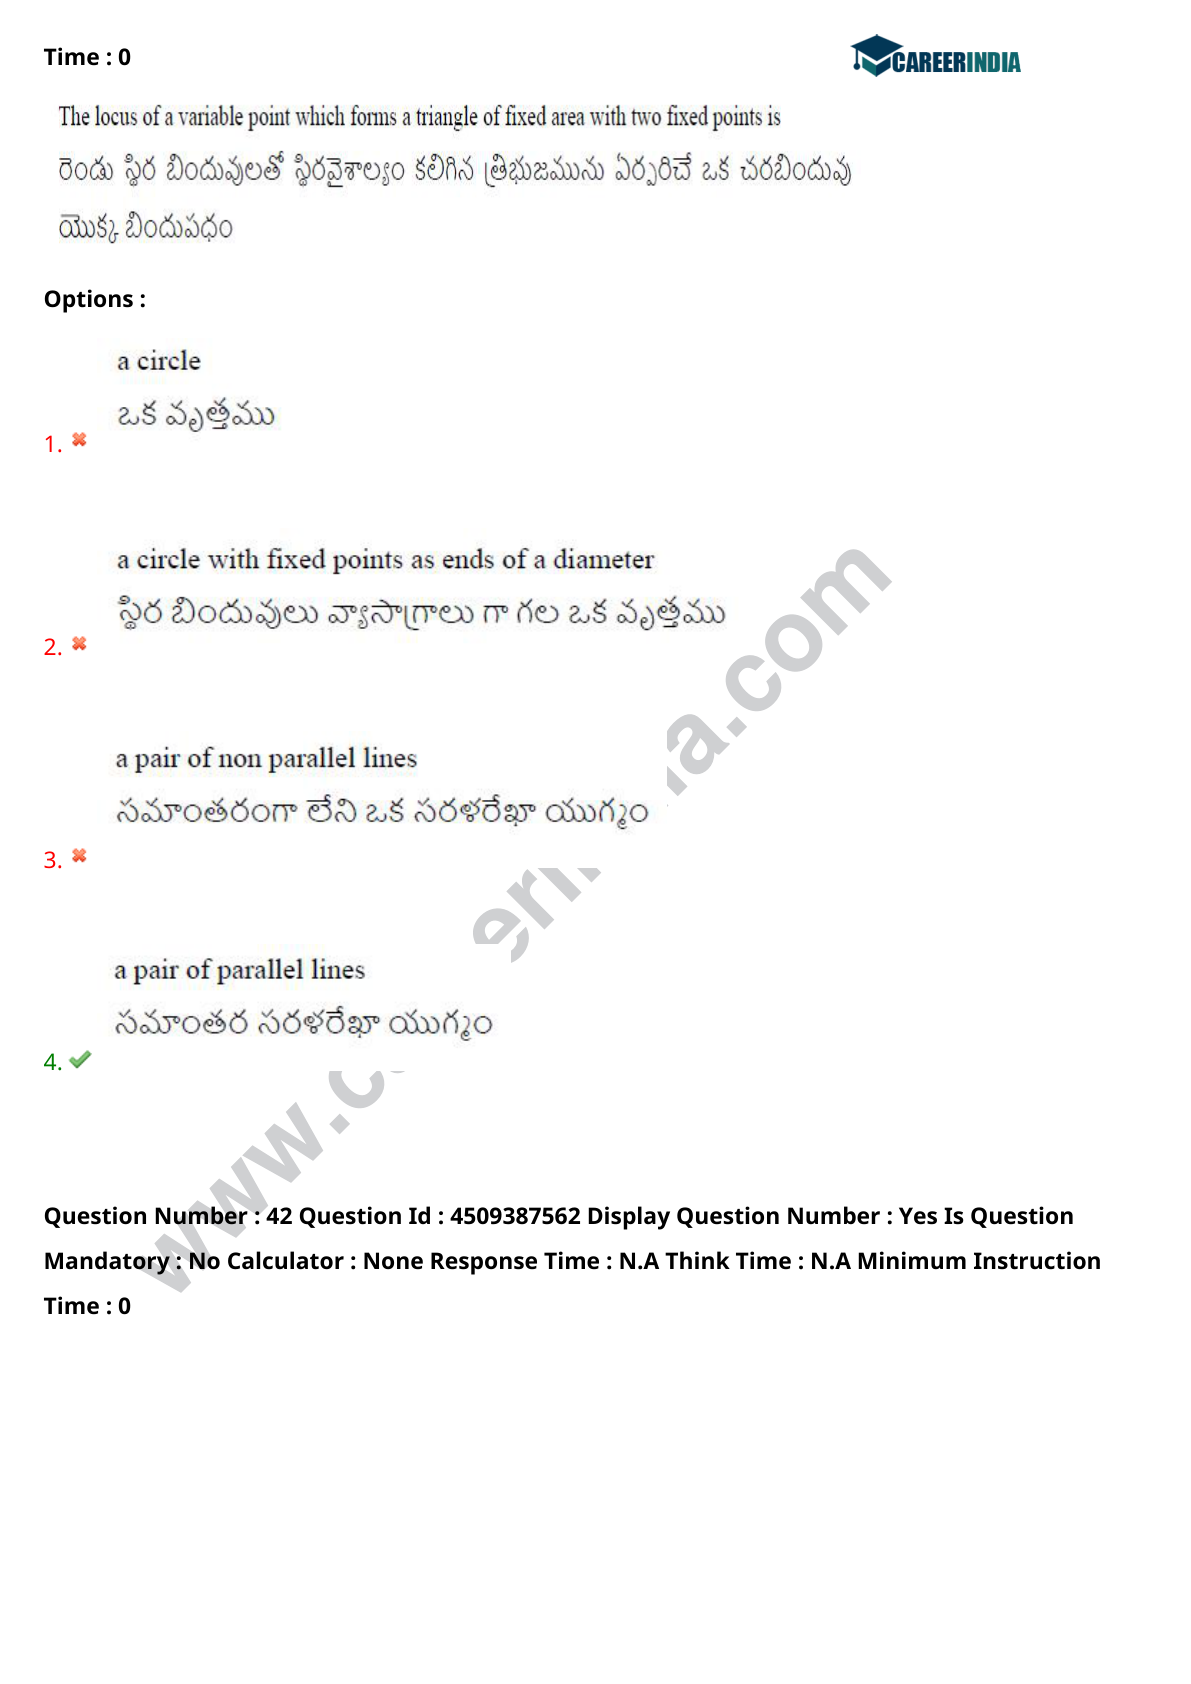 Time : 0
CAREERINDIA
The locus of a variable point which forms a triangle of fixed area with two fixed points is
రెండు స్థిర బిందువులతో స్థిరవైశాల్యం కలిగిన త్రిభుజమును ఏర్పరిచే ఒక చరబిందువు
యొక్క బిందుపధం
Options :
a circle
ఒక వృత్తము
1.
a circle with fixed points as ends of a diameter
స్థిర బిందువులు వ్యాసాగ్రాలు గా గల ఒక వృత్తము
2.
a pair of non parallel lines
సమాంతరంగా లేని ఒక సరళరేఖా యుగ్మం
3.
a pair of parallel lines
సమాంతర సరళరేఖా యుగ్మం
4.
Question Number : 42 Question Id : 4509387562 Display Question Number : Yes Is Question
Mandatory : No Calculator : None Response Time : N.A Think Time : N.A Minimum Instruction
Time : 0